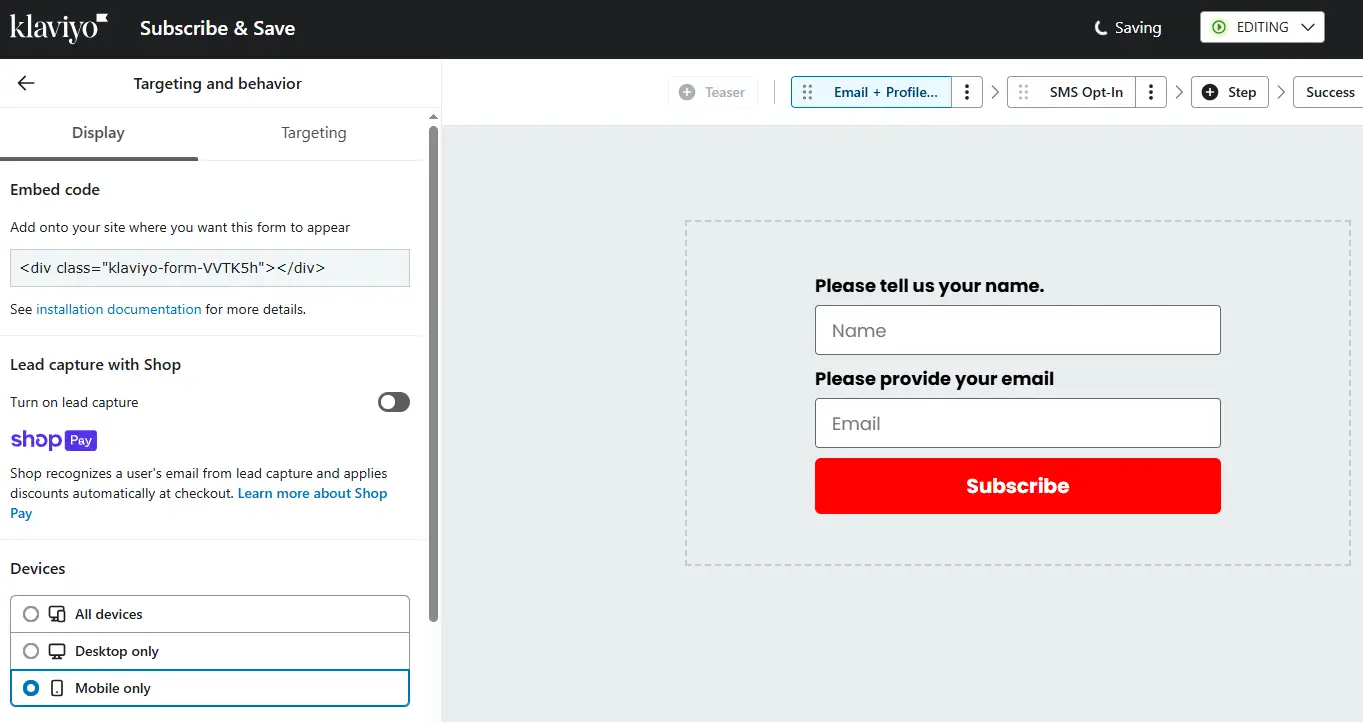 klaviyo
Subscribe & Save
Saving
EDITING
Targeting and behavior
Teaser
Email + Profile...
SMS Opt-In
Step
Success
Display
Targeting
Embed code
Add onto your site where you want this form to appear
<div class="klaviyo-form-VVTK5h"></div>
See installation documentation for more details.
Lead capture with Shop
Turn on lead capture
shop Pay
Shop recognizes a user's email from lead capture and applies
discounts automatically at checkout. Learn more about Shop
Pay
Devices
All devices
Desktop only
Mobile only
Please tell us your name.
Name
Please provide your email
Email
Subscribe